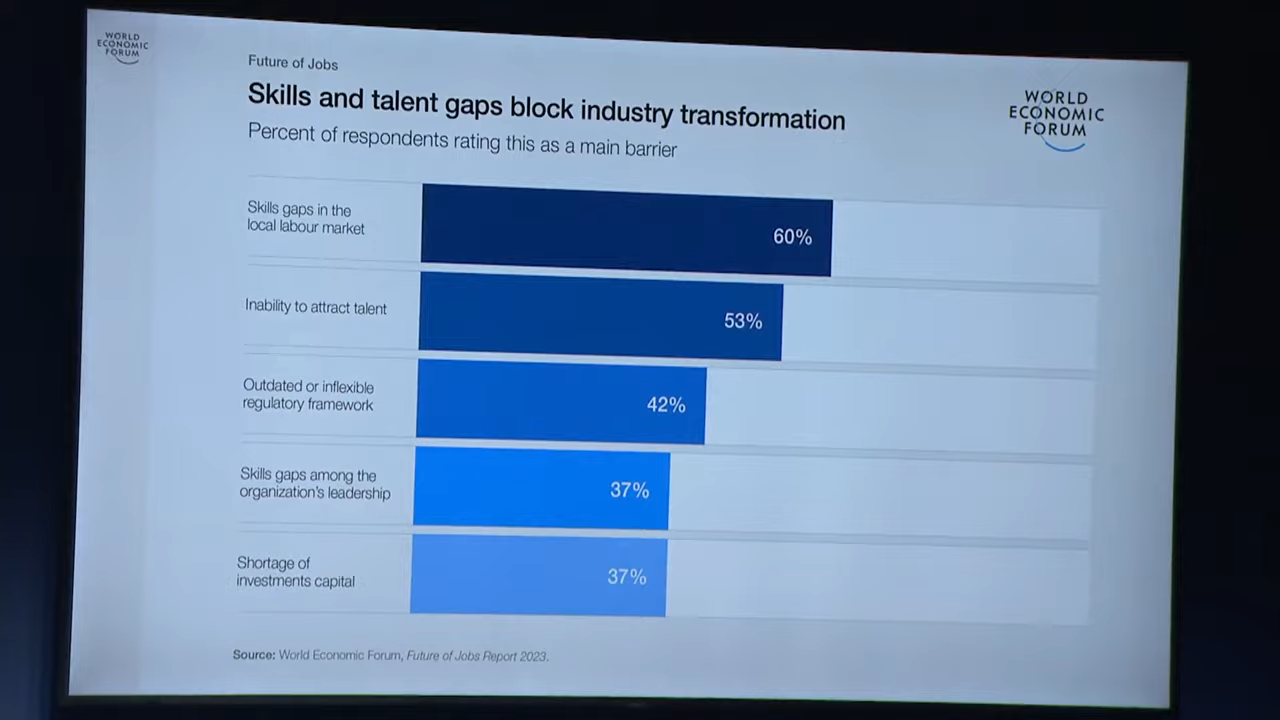 WORLD
ECONOMIC
FORUM
Future of Jobs
Skills and talent gaps block industry transformation
Percent of respondents rating this as a main barrier
WORLD
ECONOMIC
FORUM
Skills gaps in the
local labour market
60%
Inability to attract talent
53%
Outdated or inflexible
regulatory framework
42%
Skills gaps among the
organization's leadership
37%
Shortage of
investments capital
37%
Source: World Economic Forum, Future of Jobs Report 2023.